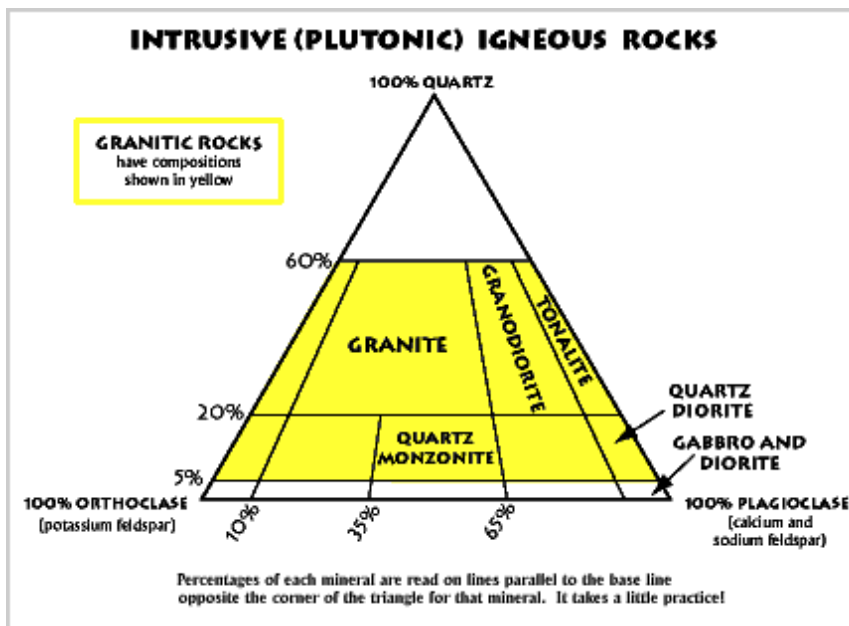 INTRUSIVE (PLUTONIC) IGNEOUS ROCKS
100% QUARTZ
GRANITIC ROCKS
have compositions
shown in yellow
60%
GRANITE
GRANODIORITE
TONALITE
20%
QUARTZ
DIORITE
QUARTZ
MONZONITE
GABBRO AND
DIORITE
5%
100% ORTHOCLASE
(potassium feldspar)
10%
35%
65%
100% PLAGIOCLASE
(calcium and
sodium feldspar)
Percentages of each mineral are read on lines parallel to the base line
opposite the corner of the triangle for that mineral. It takes a little practice!